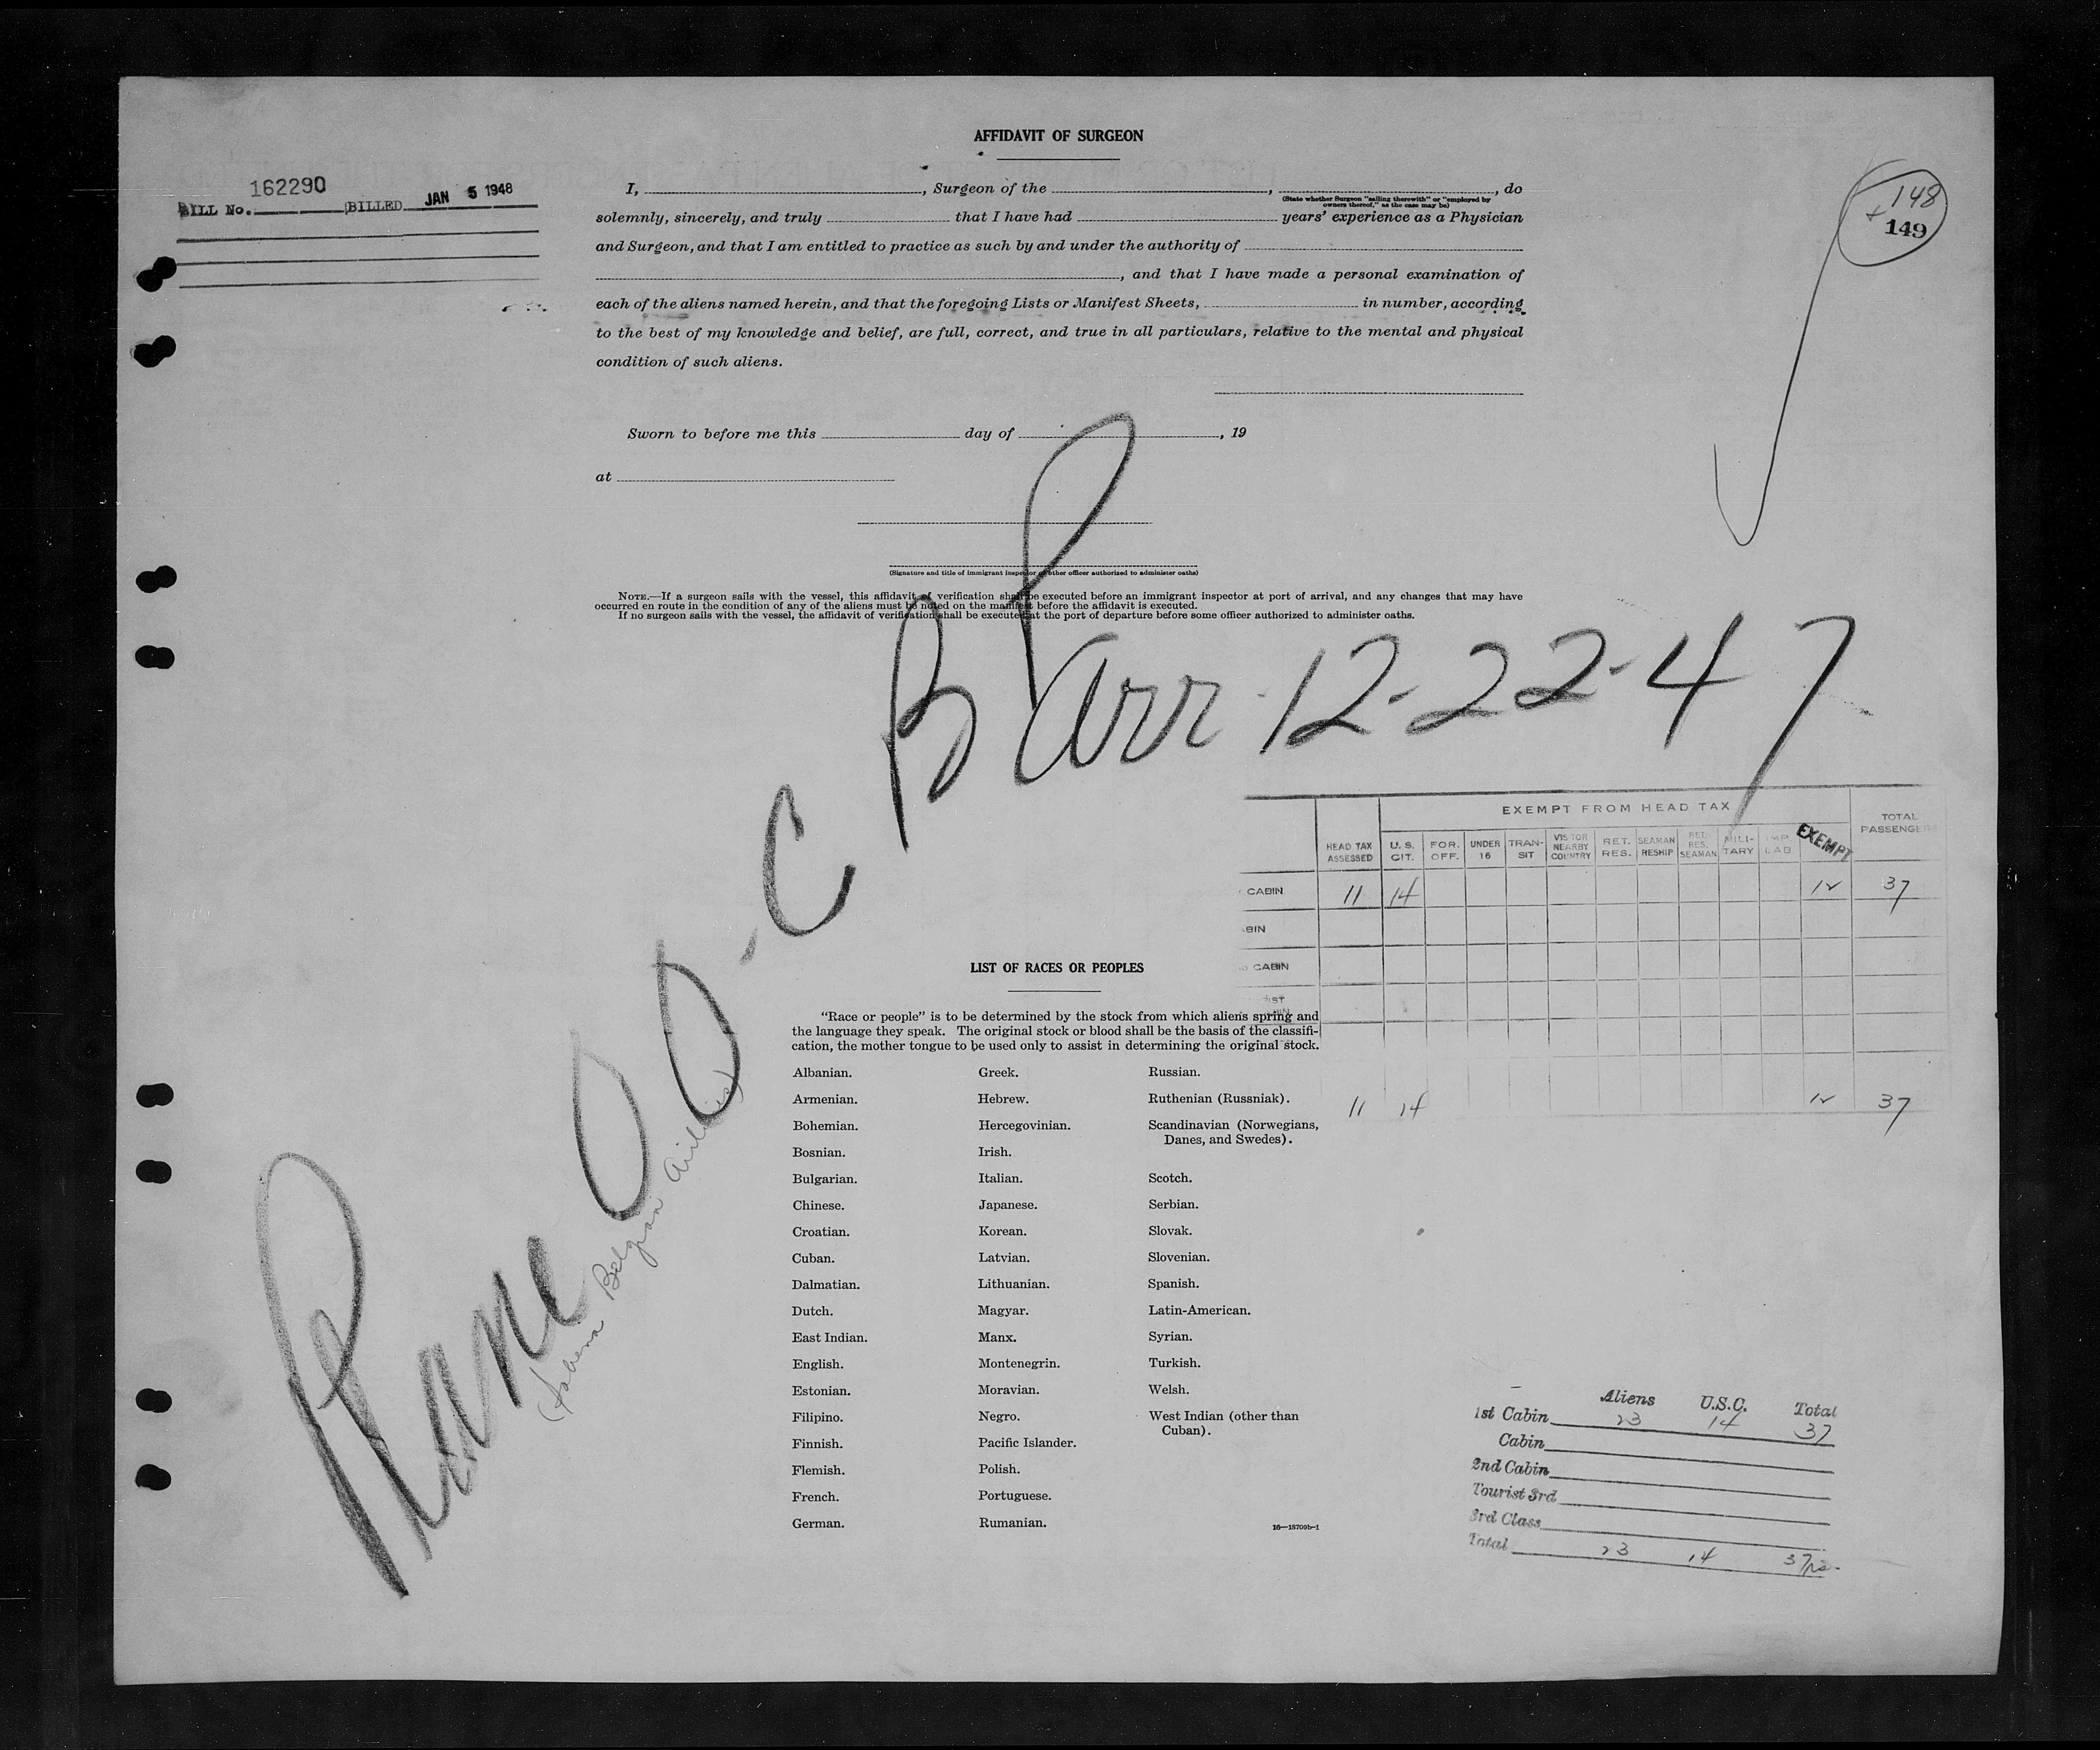 AFFIDAVIT OF SURGEON
162290
BILL No. BILLED JAN 5 1948
148
149
I, , Surgeon of the , , do
(State whether Surgeon "sailing therewith" or "employed by
owners thereof," as the case may be)
solemnly, sincerely, and truly that I have had years' experience as a Physician
and Surgeon, and that I am entitled to practice as such by and under the authority of
, and that I have made a personal examination of
each of the aliens named herein, and that the foregoing Lists or Manifest Sheets, in number, according
to the best of my knowledge and belief, are full, correct, and true in all particulars, relative to the mental and physical
condition of such aliens.
Sworn to before me this day of , 19
at
(Signature and title of immigrant inspector or other officer authorized to administer oaths)
NOTE.—If a surgeon sails with the vessel, this affidavit of verification shall be executed before an immigrant inspector at port of arrival, and any changes that may have
occurred en route in the condition of any of the aliens must be noted on the manifest before the affidavit is executed.
If no surgeon sails with the vessel, the affidavit of verification shall be executed at the port of departure before some officer authorized to administer oaths.
Plane OO-CBP arr 12-22-47
(Sabena Belgian Airlines)
EXEMPT FROM HEAD TAX
HEAD TAX ASSESSED U. S. CIT. FOR. OFF. UNDER 16 TRAN-SIT VISITOR NEARBY COUNTRY RET. RES. SEAMAN RESHIP RET. RES. SEAMAN MILI-TARY IMP. LAB EXEMPT TOTAL PASSENGERS
CABIN 11 14 12 37
CABIN
11 14 12 37
LIST OF RACES OR PEOPLES
"Race or people" is to be determined by the stock from which aliens spring and
the language they speak. The original stock or blood shall be the basis of the classifi-
cation, the mother tongue to be used only to assist in determining the original stock.
Albanian.
Armenian.
Bohemian.
Bosnian.
Bulgarian.
Chinese.
Croatian.
Cuban.
Dalmatian.
Dutch.
East Indian.
English.
Estonian.
Filipino.
Finnish.
Flemish.
French.
German.
Greek.
Hebrew.
Hercegovinian.
Irish.
Italian.
Japanese.
Korean.
Latvian.
Lithuanian.
Magyar.
Manx.
Montenegrin.
Moravian.
Negro.
Pacific Islander.
Polish.
Portuguese.
Rumanian.
Russian.
Ruthenian (Russniak).
Scandinavian (Norwegians,
Danes, and Swedes).
Scotch.
Serbian.
Slovak.
Slovenian.
Spanish.
Latin-American.
Syrian.
Turkish.
Welsh.
West Indian (other than
Cuban).
16—18709b-1
Aliens U.S.C. Total
1st Cabin 23 14 37
Cabin
2nd Cabin
Tourist 3rd
3rd Class
Total 23 14 37